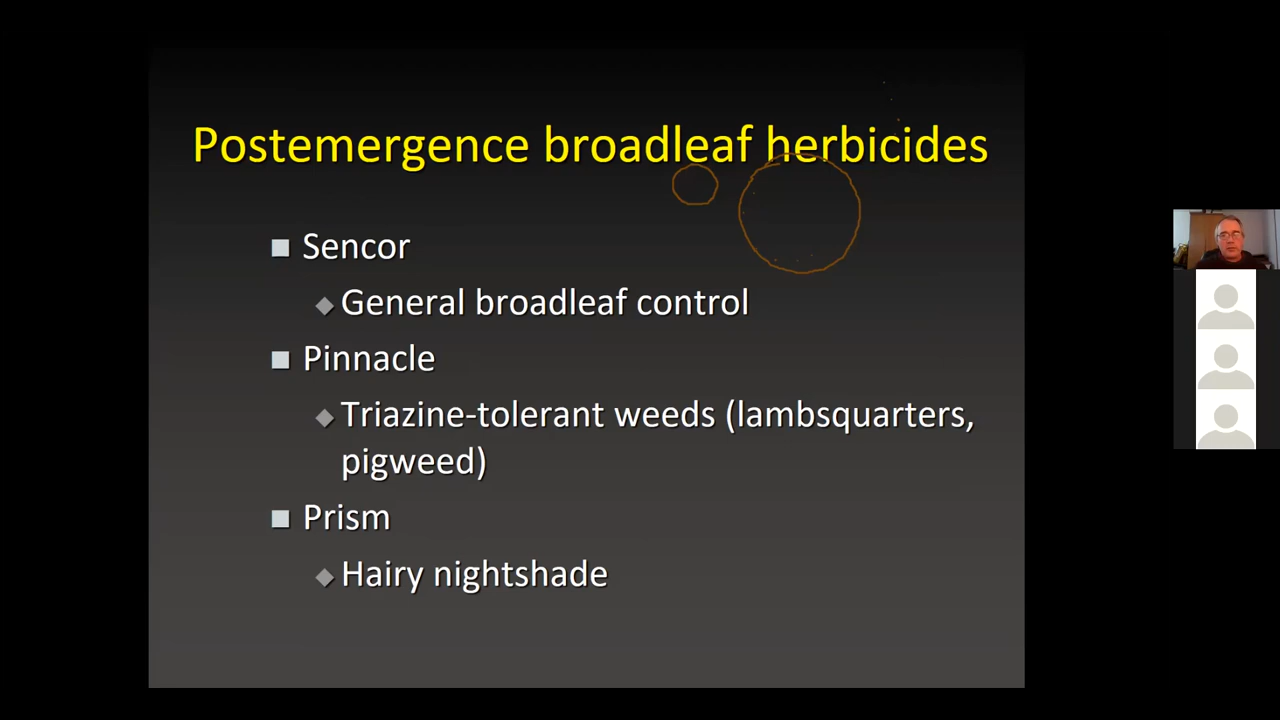 Postemergence broadleaf herbicides
Sencor
General broadleaf control
Pinnacle
Triazine-tolerant weeds (lambsquarters,
pigweed)
Prism
Hairy nightshade